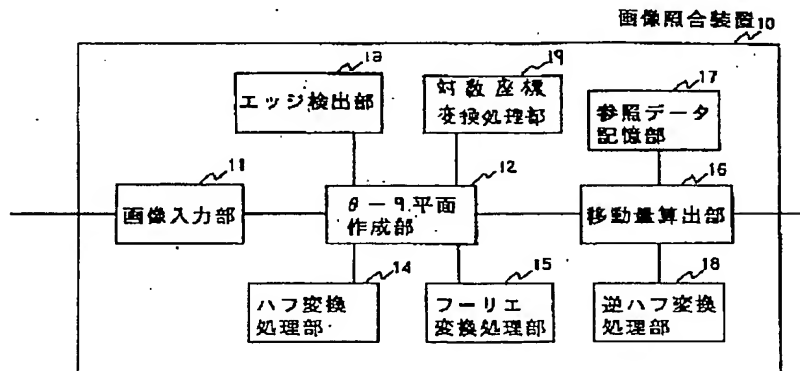 画像照合装置10
13
エッジ検出部
19
対数座標
変換処理部
17
参照データ
記憶部
11
画像入力部
12
θ-q平面
作成部
16
移動量算出部
14
ハフ変換
処理部
15
フーリエ
変換処理部
18
逆ハフ変換
処理部